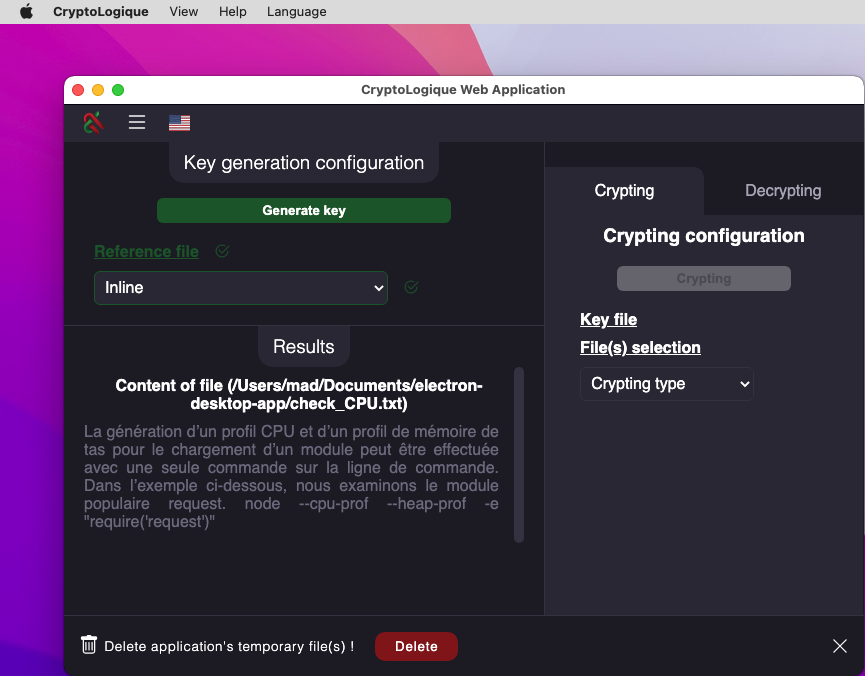 CryptoLogique View Help Language
CryptoLogique Web Application
Key generation configuration
Generate key
Reference file
Inline
Results
Content of file (/Users/mad/Documents/electron-
desktop-app/check_CPU.txt)
La génération d’un profil CPU et d’un profil de mémoire de
tas pour le chargement d’un module peut être effectuée
avec une seule commande sur la ligne de commande.
Dans l’exemple ci-dessous, nous examinons le module
populaire request. node --cpu-prof --heap-prof -e
"require('request')"
Crypting Decrypting
Crypting configuration
Crypting
Key file
File(s) selection
Crypting type
Delete application's temporary file(s) ! Delete